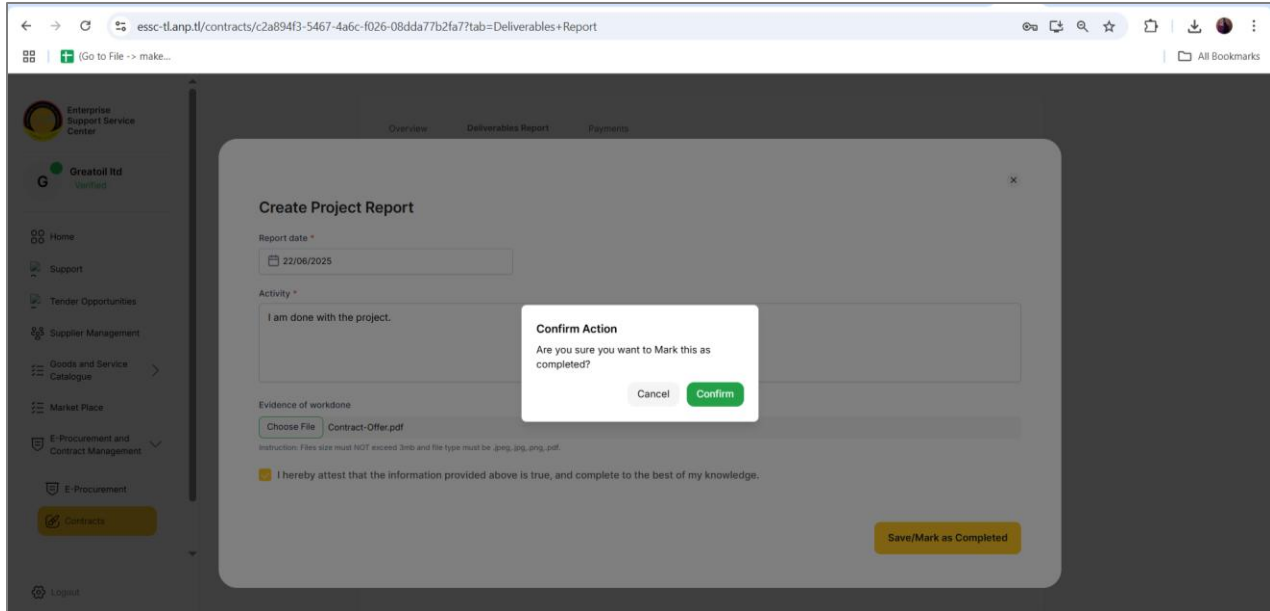 essc-tl.anp.tl/contracts/c2a894f3-5467-4a6c-f026-08dda77b2fa7?tab=Deliverables+Report
(Go to File -> make...
All Bookmarks
Enterprise
Support Service
Center
G
Greatoil ltd
Verified
Home
Support
Tender Opportunities
Supplier Management
Goods and Service
Catalogue
Market Place
E-Procurement and
Contract Management
E-Procurement
Contracts
Logout
Overview Deliverables Report Payments
Create Project Report
Report date *
22/06/2025
Activity *
I am done with the project.
Confirm Action
Are you sure you want to Mark this as
completed?
Cancel Confirm
Evidence of workdone
Choose File Contract-Offer.pdf
Instruction: Files size must NOT exceed 3mb and file type must be .jpeg,.jpg,.png,.pdf.
I hereby attest that the information provided above is true, and complete to the best of my knowledge.
Save/Mark as Completed